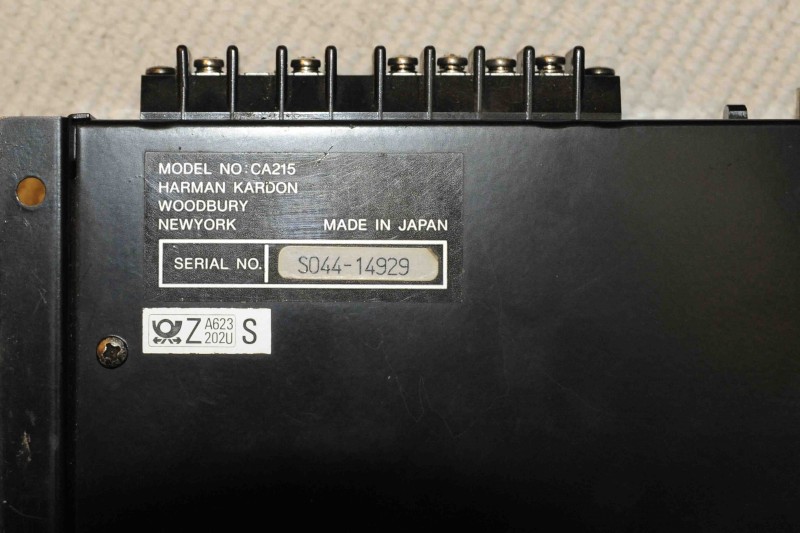 MODEL NO:CA215
HARMAN KARDON
WOODBURY
NEWYORK MADE IN JAPAN
SERIAL NO. S044-14929
Z A623 S
202U